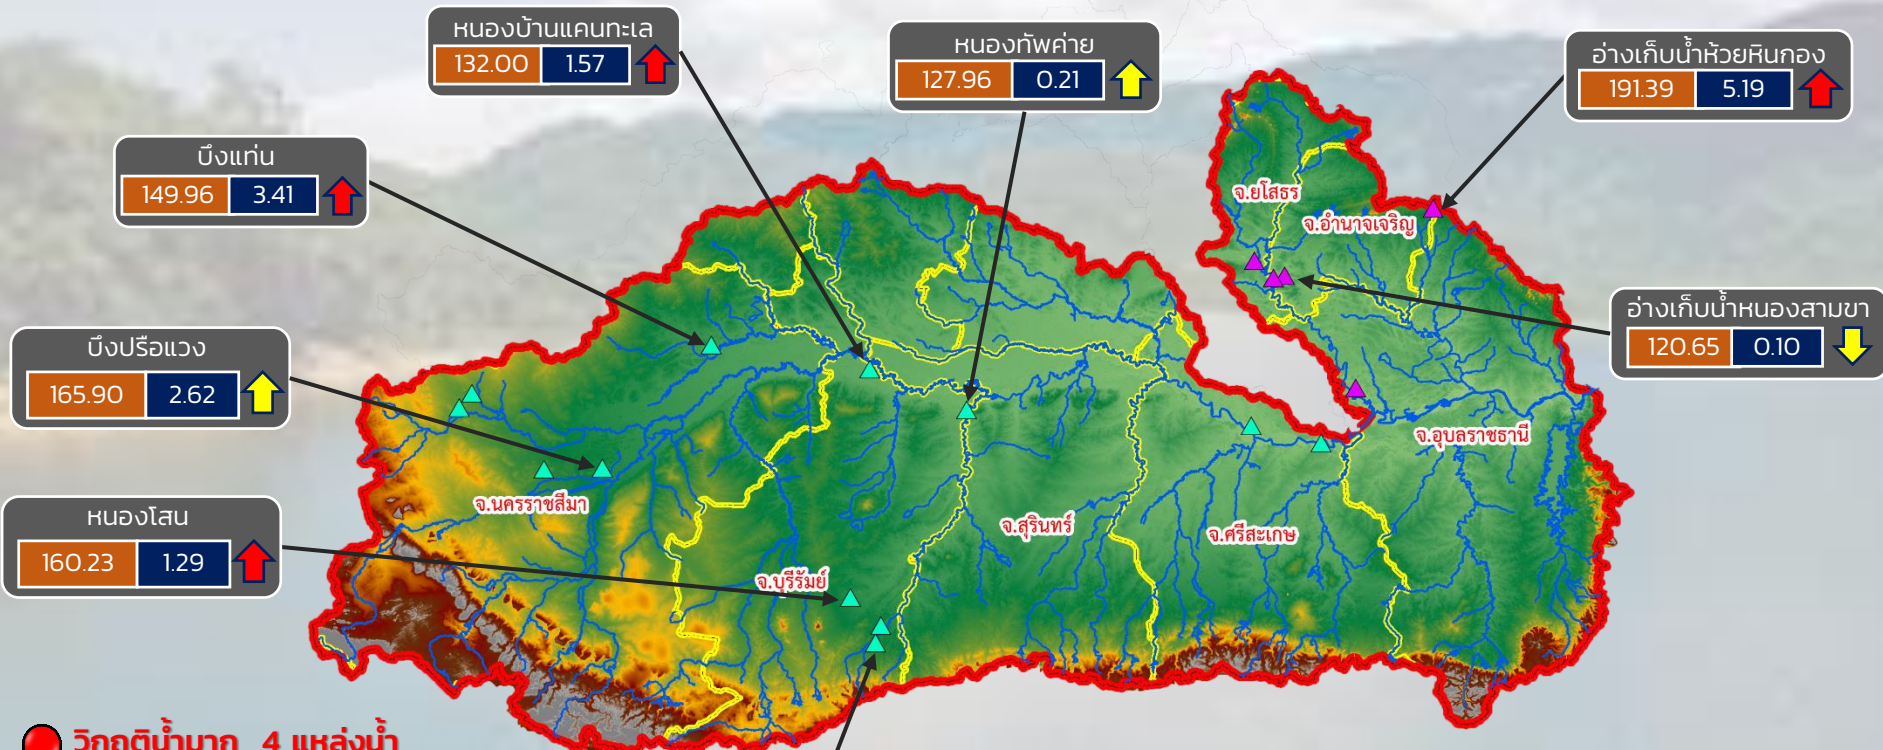 หนองบ้านแคนทะเล
132.00 1.57
หนองทัพค่าย
127.96 0.21
อ่างเก็บน้ำห้วยหินกอง
191.39 5.19
บึงแท่น
149.96 3.41
จ.ยโสธร
จ.อำนาจเจริญ
อ่างเก็บน้ำหนองสามขา
120.65 0.10
บึงปรือแวง
165.90 2.62
จ.อุบลราชธานี
จ.นครราชสีมา
หนองโสน
160.23 1.29
จ.สุรินทร์
จ.ศรีสะเกษ
จ.บุรีรัมย์
วิกฤติน้ำมาก 4 แหล่งน้ำ